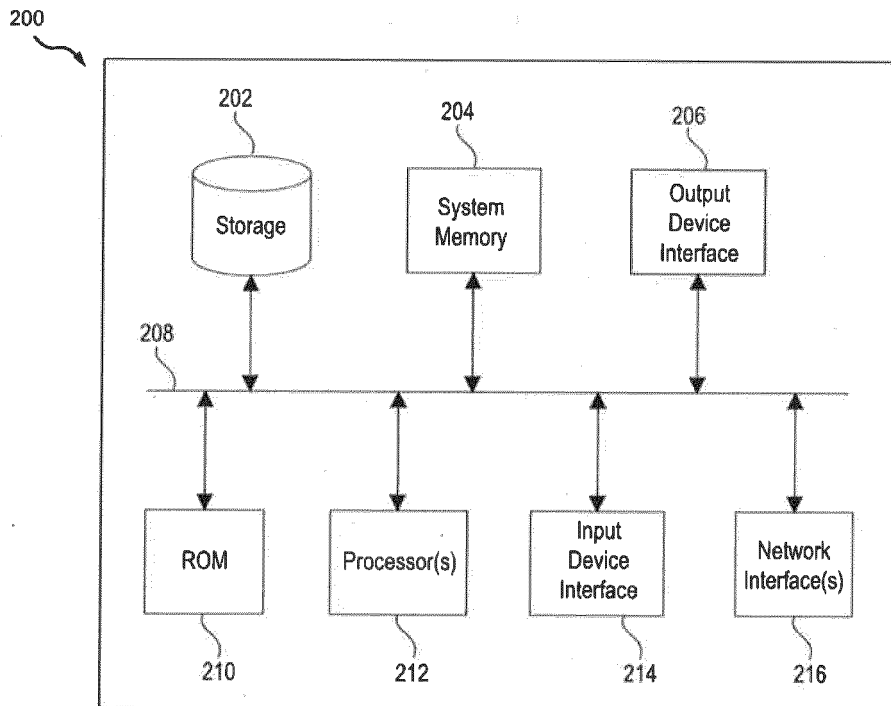 200
202
204
206
Storage
System
Memory
Output
Device
Interface
208
ROM
Processor(s)
Input
Device
Interface
Network
Interface(s)
210
212
214
216